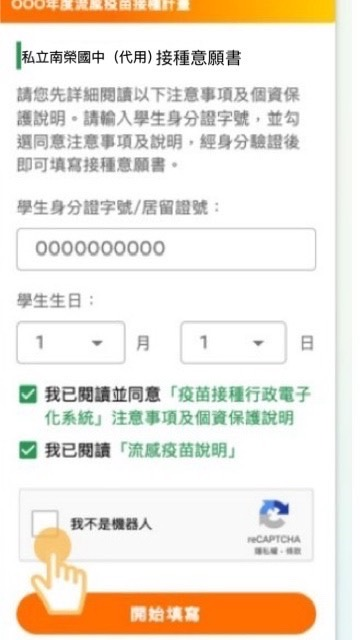 OOO年度流感疫苗接種計畫
私立南榮國中（代用）接種意願書
請您先詳細閱讀以下注意事項及個資保
護說明。請輸入學生身分證字號，並勾
選同意注意事項及說明，經身分驗證後
即可填寫接種意願書。
學生身分證字號/居留證號：
OOOOOOOOOO
學生生日：
1 月 1 日
我已閱讀並同意「疫苗接種行政電子
化系統」注意事項及個資保護說明
我已閱讀「流感疫苗說明」
我不是機器人
reCAPTCHA
隱私權 - 條款
開始填寫